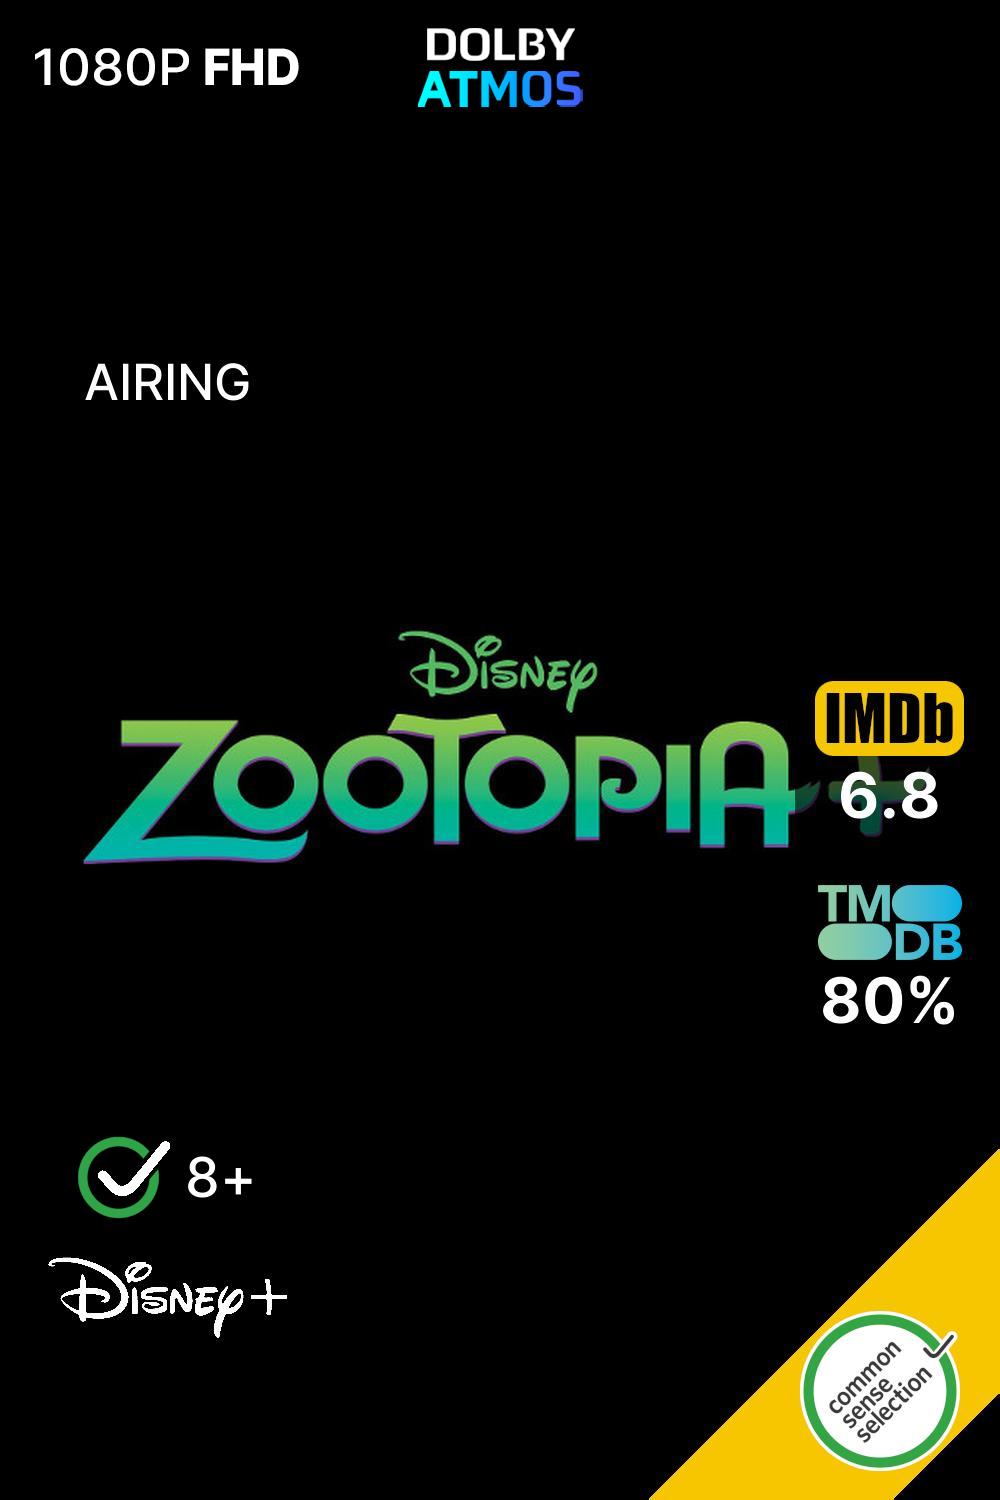 1080P FHD
DOLBY
ATMOS
AIRING
Disney
ZOOTOPIA+
IMDb
6.8
TM
DB
80%
8+
Disney+
common
sense
selection